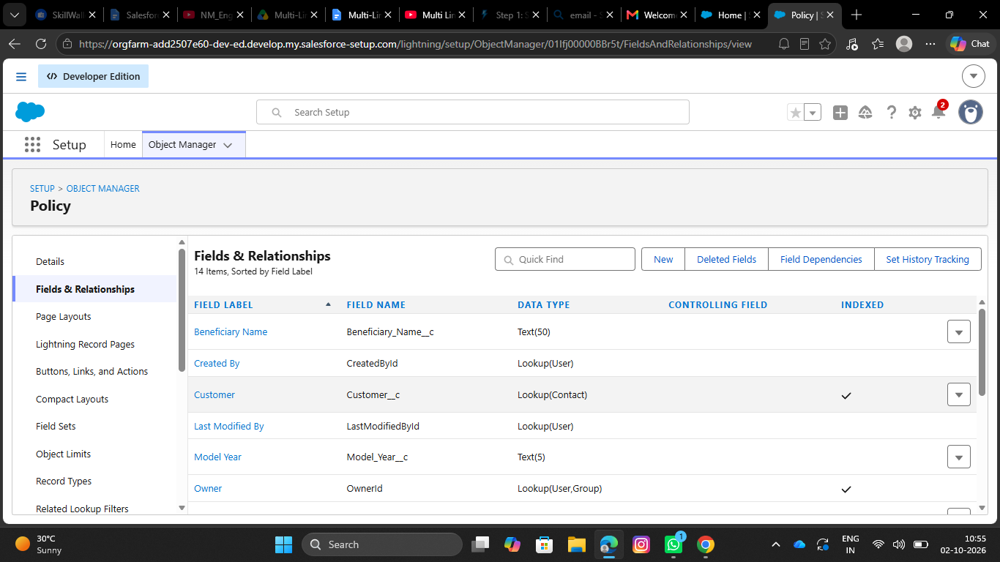 SkillWall
Salesforc
NM_Eng
Multi-Lin
Multi-Lin
Multi Lin
Step 1: S
email - S
Welcome
Home | S
Policy | S
https://orgfarm-add2507e60-dev-ed.develop.my.salesforce-setup.com/lightning/setup/ObjectManager/01Ifj00000BBr5t/FieldsAndRelationships/view
Chat
Developer Edition
Search Setup
2
Setup
Home
Object Manager
SETUP > OBJECT MANAGER
Policy
Details
Fields & Relationships
Page Layouts
Lightning Record Pages
Buttons, Links, and Actions
Compact Layouts
Field Sets
Object Limits
Record Types
Related Lookup Filters
Fields & Relationships
14 Items, Sorted by Field Label
Quick Find
New
Deleted Fields
Field Dependencies
Set History Tracking
FIELD LABEL FIELD NAME DATA TYPE CONTROLLING FIELD INDEXED
Beneficiary Name Beneficiary_Name__c Text(50)
Created By CreatedById Lookup(User)
Customer Customer__c Lookup(Contact)
Last Modified By LastModifiedById Lookup(User)
Model Year Model_Year__c Text(5)
Owner OwnerId Lookup(User,Group)
30°C
Sunny
Search
1
ENG
IN
10:55
02-10-2026